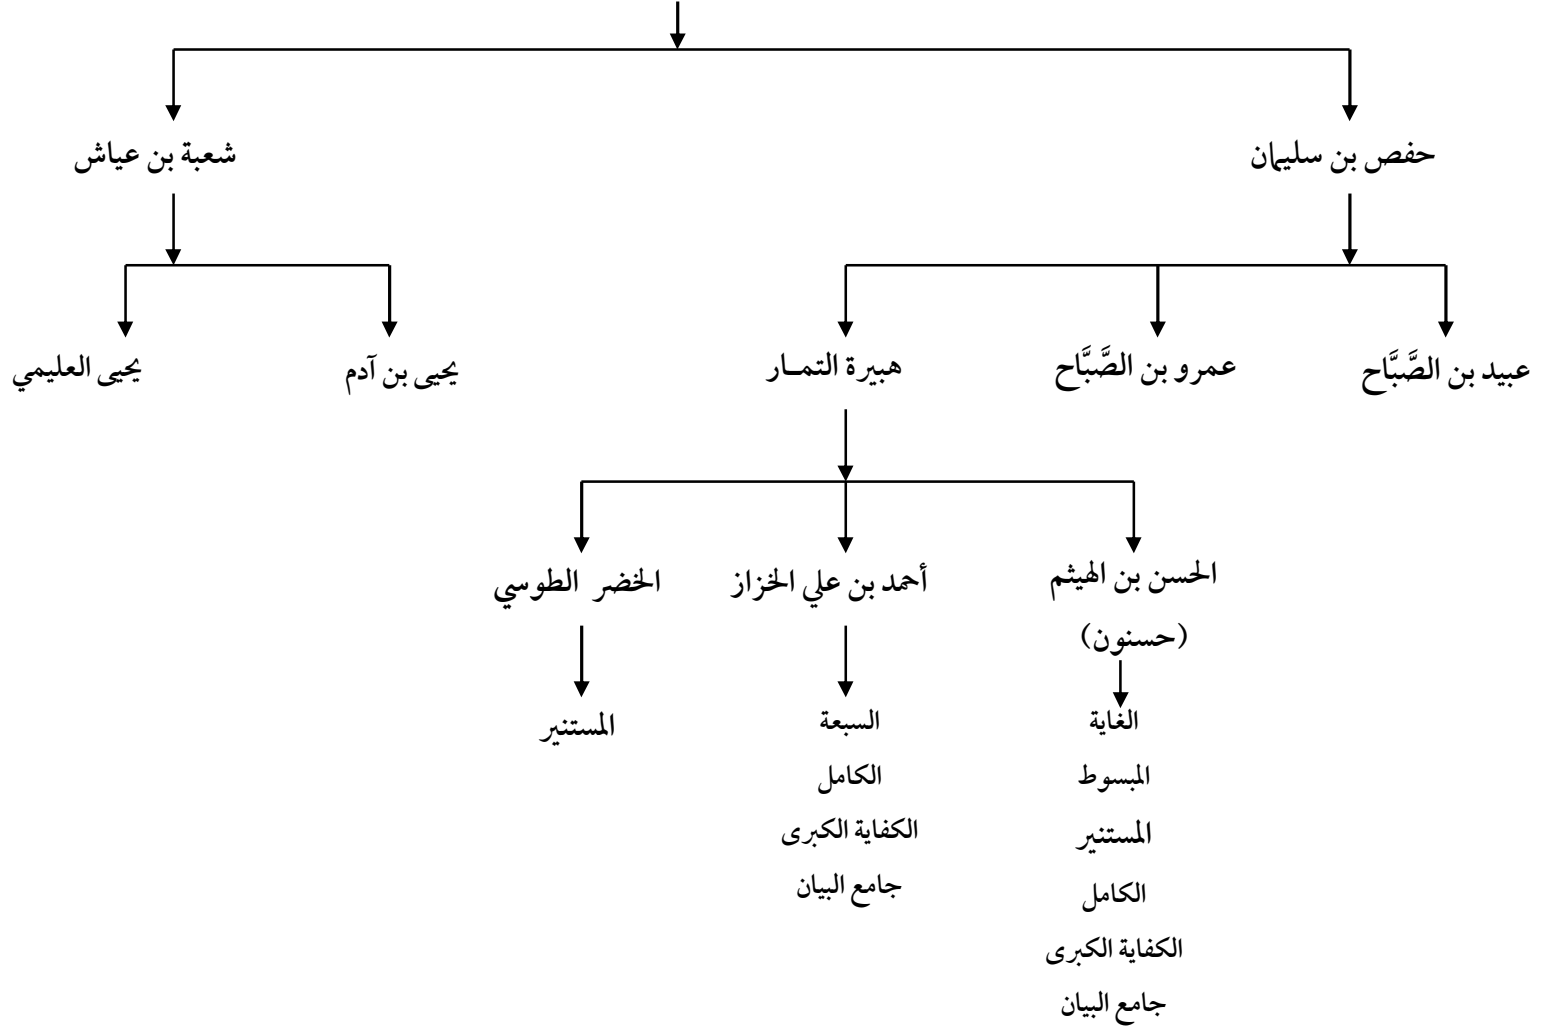 حفص بن سليمان
شعبة بن عياش
عبيد بن الصَّبَّاح
عمرو بن الصَّبَّاح
هبيرة التمـار
يحيى بن آدم
يحيى العليمي
الحسن بن الهيثم
(حسنون)
أحمد بن علي الخزاز
الخضر الطوسي
الغاية
المبسوط
المستنير
الكامل
الكفاية الكبرى
جامع البيان
السبعة
الكامل
الكفاية الكبرى
جامع البيان
المستنير